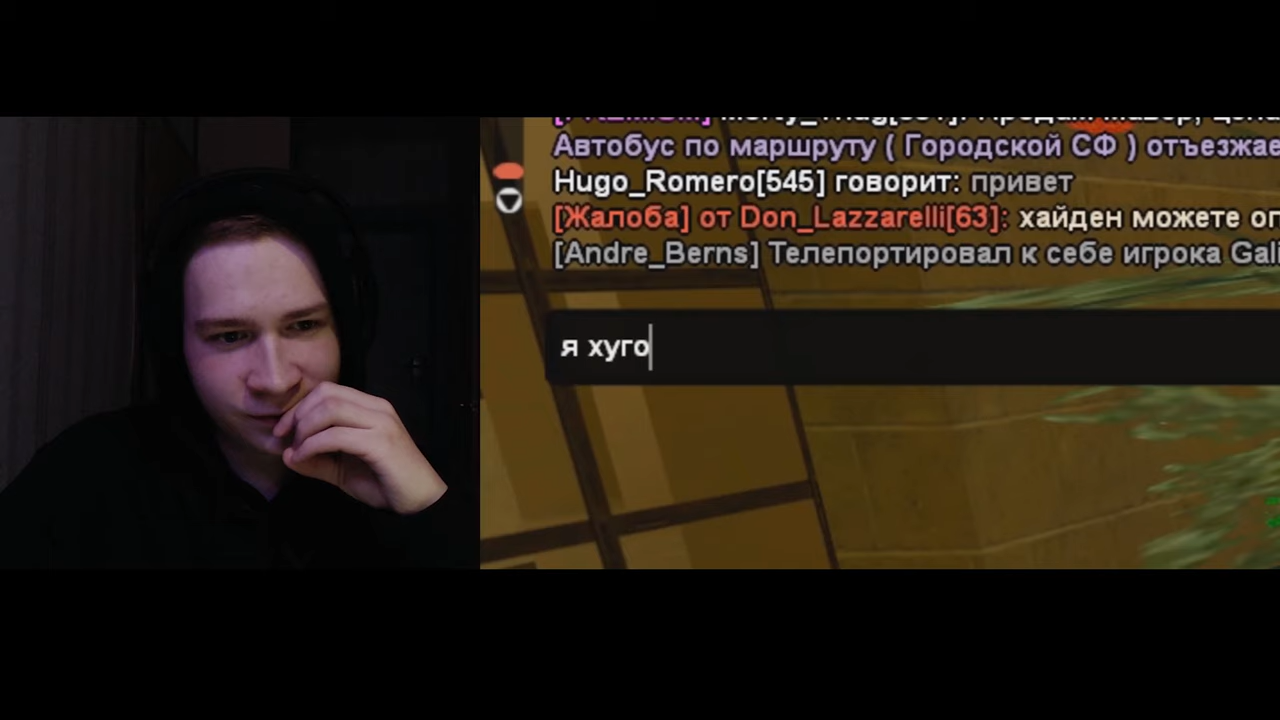 Автобус по маршруту ( Городской СФ ) отъезжае
Hugo_Romero[545] говорит: привет
[Жалоба] от Don_Lazzarelli[63]: хайден можете ог
[Andre_Berns] Телепортировал к себе игрока Gall
я хуго